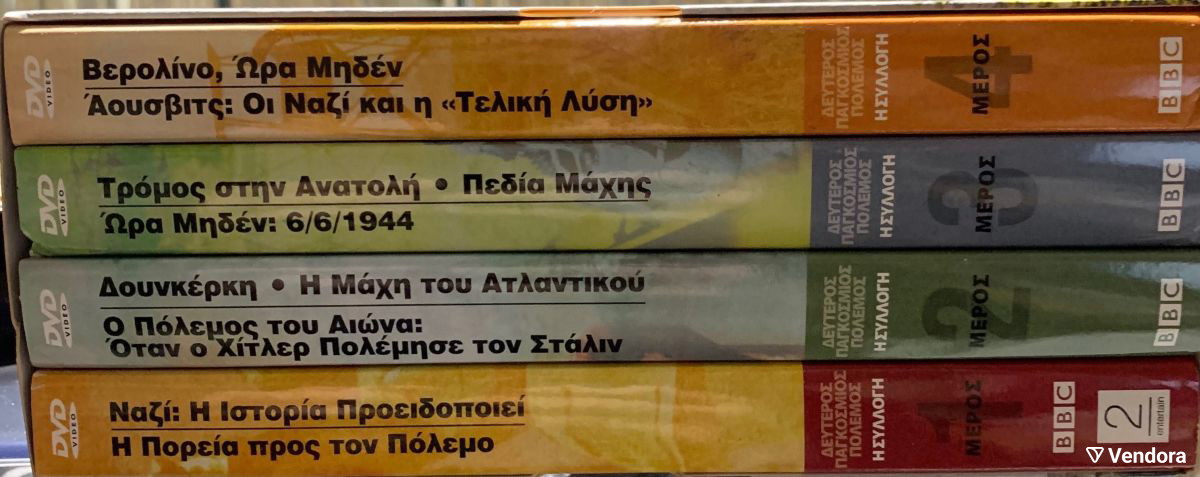 DVD
VIDEO
Βερολίνο, Ώρα Μηδέν
Άουσβιτς: Οι Ναζί και η «Τελική Λύση»
ΔΕΥΤΕΡΟΣ
ΠΑΓΚΟΣΜΙΟΣ
ΠΟΛΕΜΟΣ
Η ΣΥΛΛΟΓΗ
4
ΜΕΡΟΣ
BBC
DVD
VIDEO
Τρόμος στην Ανατολή • Πεδία Μάχης
Ώρα Μηδέν: 6/6/1944
ΔΕΥΤΕΡΟΣ
ΠΑΓΚΟΣΜΙΟΣ
ΠΟΛΕΜΟΣ
Η ΣΥΛΛΟΓΗ
3
ΜΕΡΟΣ
BBC
DVD
VIDEO
Δουνκέρκη • Η Μάχη του Ατλαντικού
Ο Πόλεμος του Αιώνα:
Όταν ο Χίτλερ Πολέμησε τον Στάλιν
ΔΕΥΤΕΡΟΣ
ΠΑΓΚΟΣΜΙΟΣ
ΠΟΛΕΜΟΣ
Η ΣΥΛΛΟΓΗ
2
ΜΕΡΟΣ
BBC
DVD
VIDEO
Ναζί: Η Ιστορία Προειδοποιεί
Η Πορεία προς τον Πόλεμο
ΔΕΥΤΕΡΟΣ
ΠΑΓΚΟΣΜΙΟΣ
ΠΟΛΕΜΟΣ
Η ΣΥΛΛΟΓΗ
1
ΜΕΡΟΣ
BBC
2
entertain
Vendora